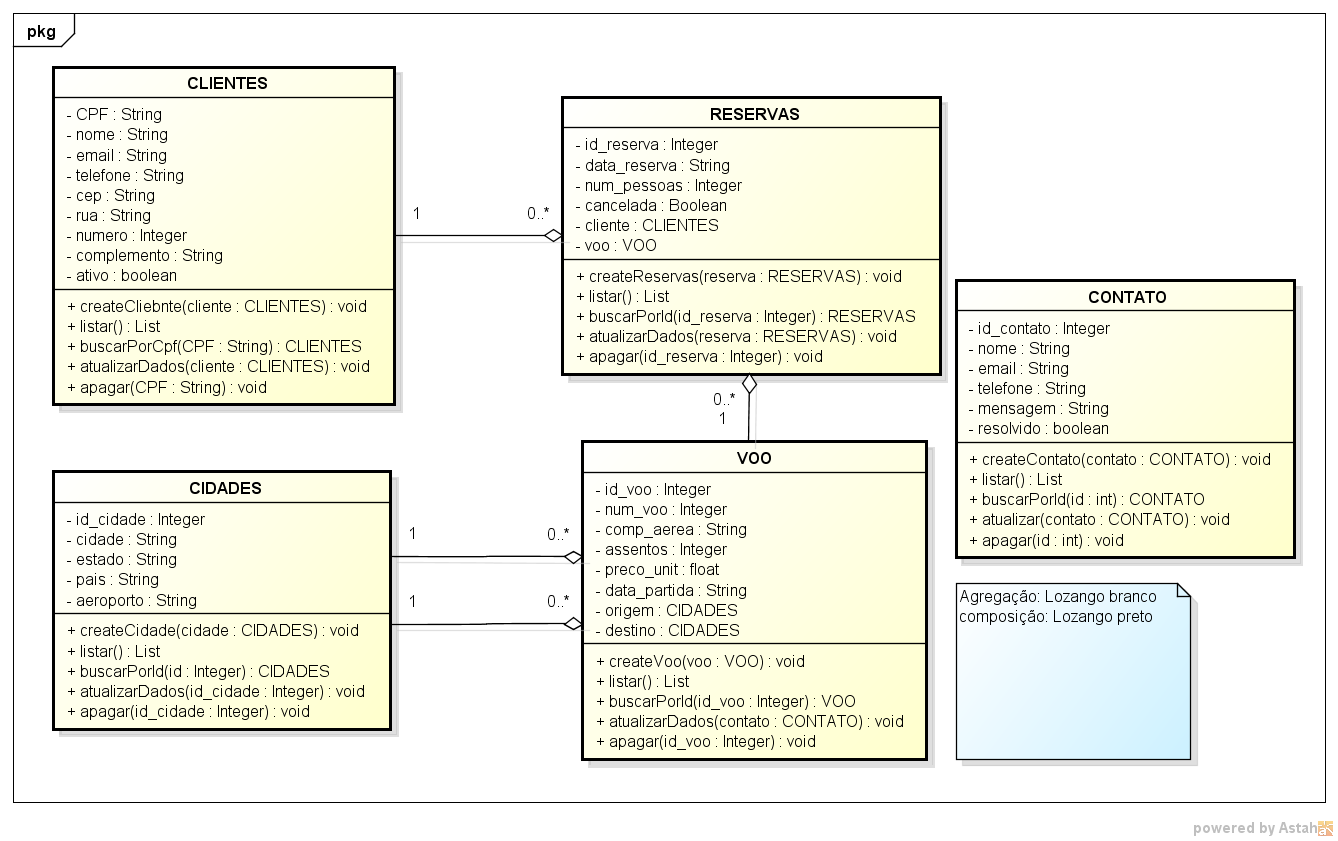 pkg
CLIENTES
- CPF : String
- nome : String
- email : String
- telefone : String
- cep : String
- rua : String
- numero : Integer
- complemento : String
- ativo : boolean
+ createCliebnte(cliente : CLIENTES) : void
+ listar() : List
+ buscarPorCpf(CPF : String) : CLIENTES
+ atualizarDados(cliente : CLIENTES) : void
+ apagar(CPF : String) : void
1
0..*
RESERVAS
- id_reserva : Integer
- data_reserva : String
- num_pessoas : Integer
- cancelada : Boolean
- cliente : CLIENTES
- voo : VOO
+ createReservas(reserva : RESERVAS) : void
+ listar() : List
+ buscarPorId(id_reserva : Integer) : RESERVAS
+ atualizarDados(reserva : RESERVAS) : void
+ apagar(id_reserva : Integer) : void
0..*
1
CONTATO
- id_contato : Integer
- nome : String
- email : String
- telefone : String
- mensagem : String
- resolvido : boolean
+ createContato(contato : CONTATO) : void
+ listar() : List
+ buscarPorId(id : int) : CONTATO
+ atualizar(contato : CONTATO) : void
+ apagar(id : int) : void
CIDADES
- id_cidade : Integer
- cidade : String
- estado : String
- pais : String
- aeroporto : String
+ createCidade(cidade : CIDADES) : void
+ listar() : List
+ buscarPorId(id : Integer) : CIDADES
+ atualizarDados(id_cidade : Integer) : void
+ apagar(id_cidade : Integer) : void
1
0..*
1
0..*
VOO
- id_voo : Integer
- num_voo : Integer
- comp_aerea : String
- assentos : Integer
- preco_unit : float
- data_partida : String
- origem : CIDADES
- destino : CIDADES
+ createVoo(voo : VOO) : void
+ listar() : List
+ buscarPorId(id_voo : Integer) : VOO
+ atualizarDados(contato : CONTATO) : void
+ apagar(id_voo : Integer) : void
Agregação: Lozango branco
composição: Lozango preto
powered by Astah